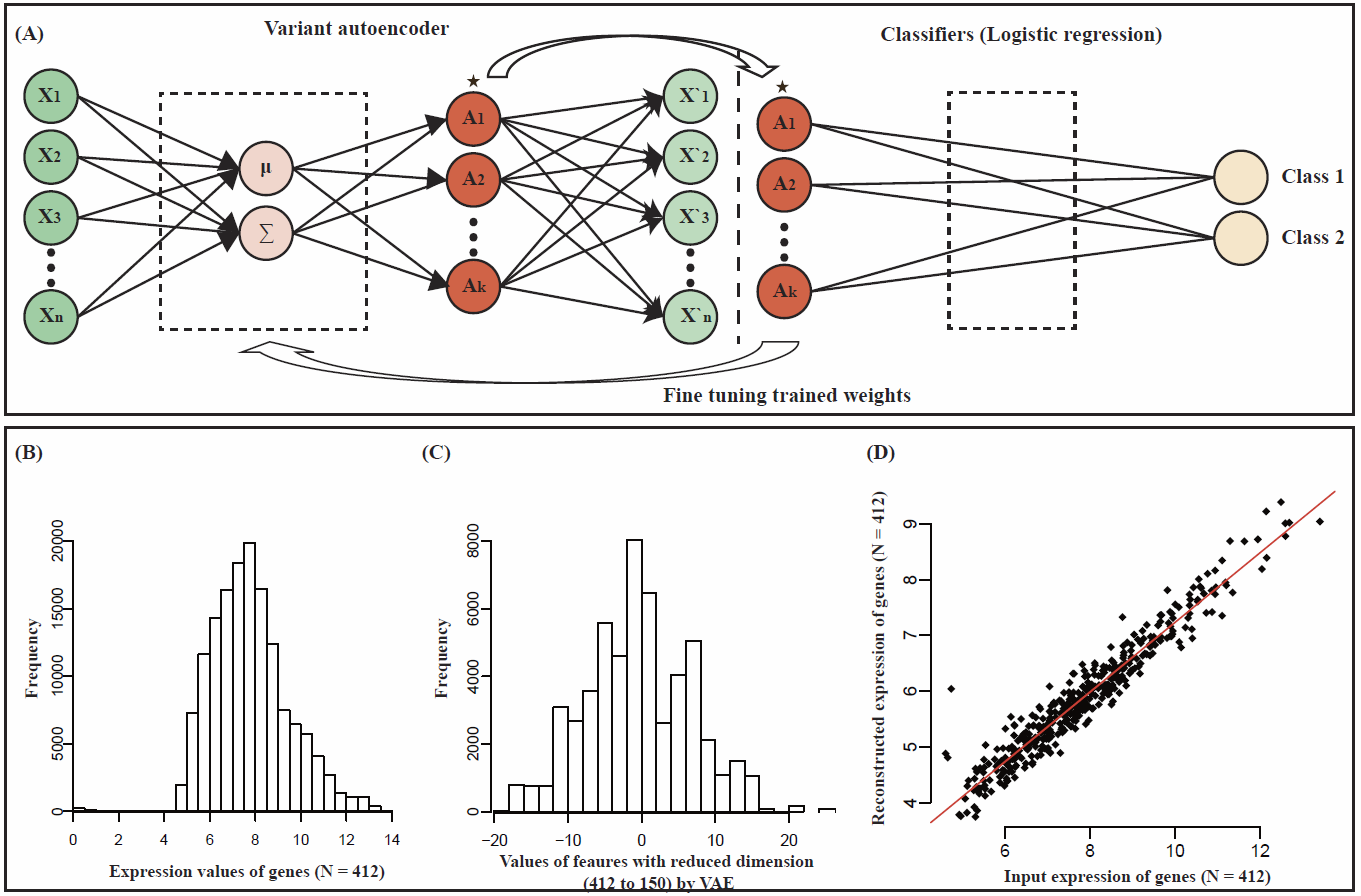 (A)
Variant autoencoder
Classifiers (Logistic regression)
X1
X2
X3
Xn
μ
∑
★
A1
A2
Ak
X`1
X`2
X`3
X`n
★
A1
A2
Ak
Class 1
Class 2
Fine tuning trained weights
(B)
Frequency
0
5000
10000
15000
20000
0 2 4 6 8 10 12 14
Expression values of genes (N = 412)
(C)
Frequency
0
2000
4000
6000
8000
−20 −10 0 10 20
Values of feaures with reduced dimension
(412 to 150) by VAE
(D)
Reconstructed expression of genes (N = 412)
9
8
7
6
5
4
6 8 10 12
Input expression of genes (N = 412)